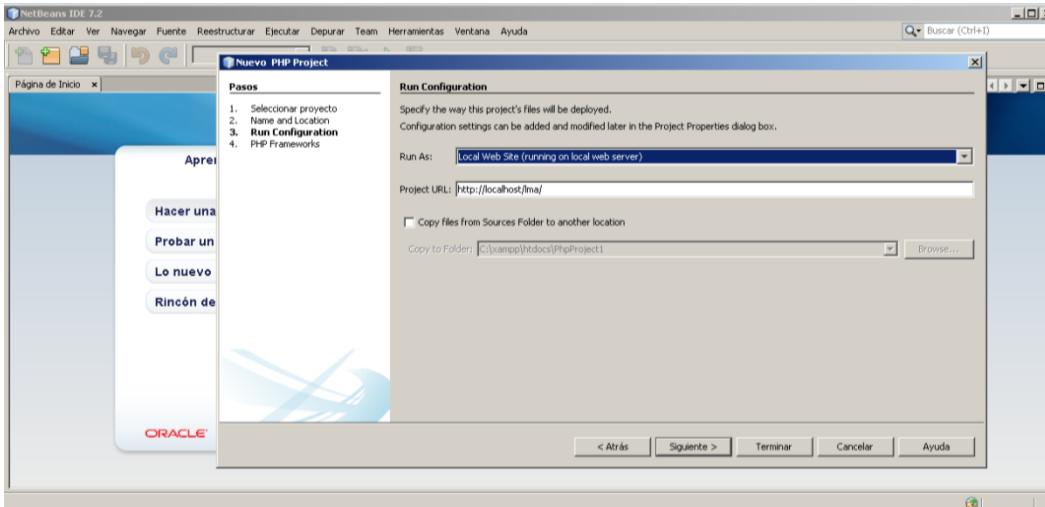 NetBeans IDE 7.2
Archivo Editar Ver Navegar Fuente Reestructurar Ejecutar Depurar Team Herramientas Ventana Ayuda
Buscar (Ctrl+I)
Nuevo PHP Project
Página de Inicio
Pasos
1. Seleccionar proyecto
2. Name and Location
3. Run Configuration
4. PHP Frameworks
Run Configuration
Specify the way this project's files will be deployed.
Configuration settings can be added and modified later in the Project Properties dialog box.
Run As: Local Web Site (running on local web server)
Project URL: http://localhost/lma/
Copy files from Sources Folder to another location
Copy to Folder: C:\xampp\htdocs\PhpProject1 Browse...
Apre
Hacer una
Probar un
Lo nuevo
Rincón de
ORACLE
< Atrás Siguiente > Terminar Cancelar Ayuda